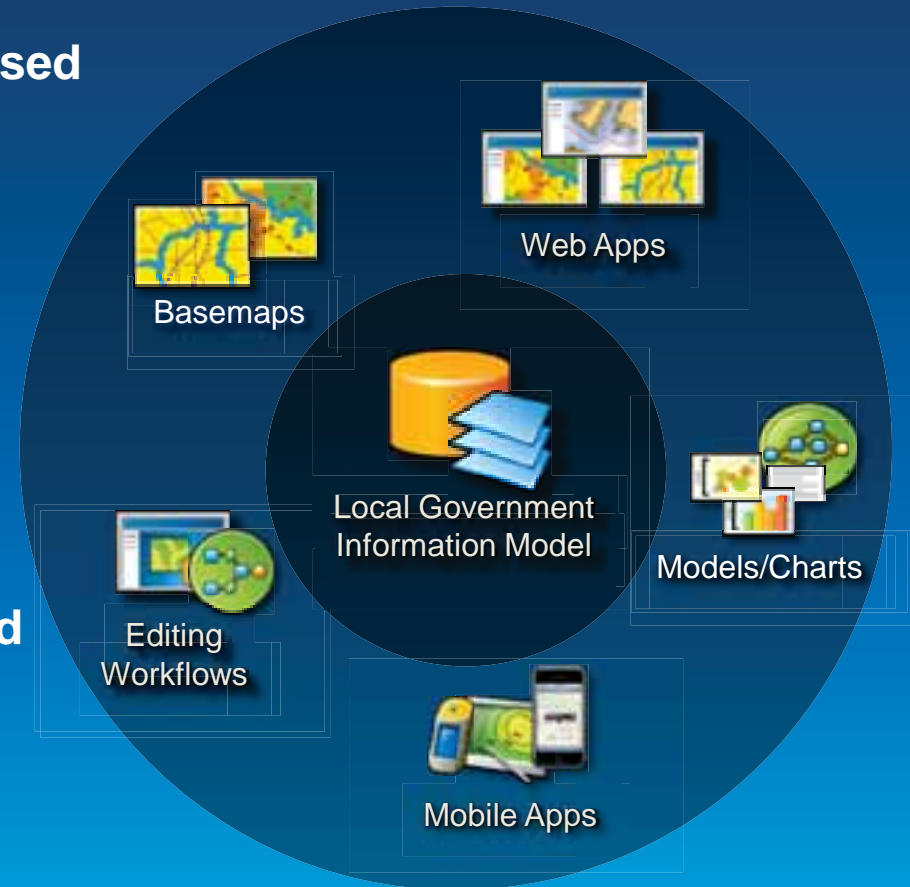 sed
Web Apps
Basemaps
Local Government
Information Model
Models/Charts
d
Editing
Workflows
Mobile Apps